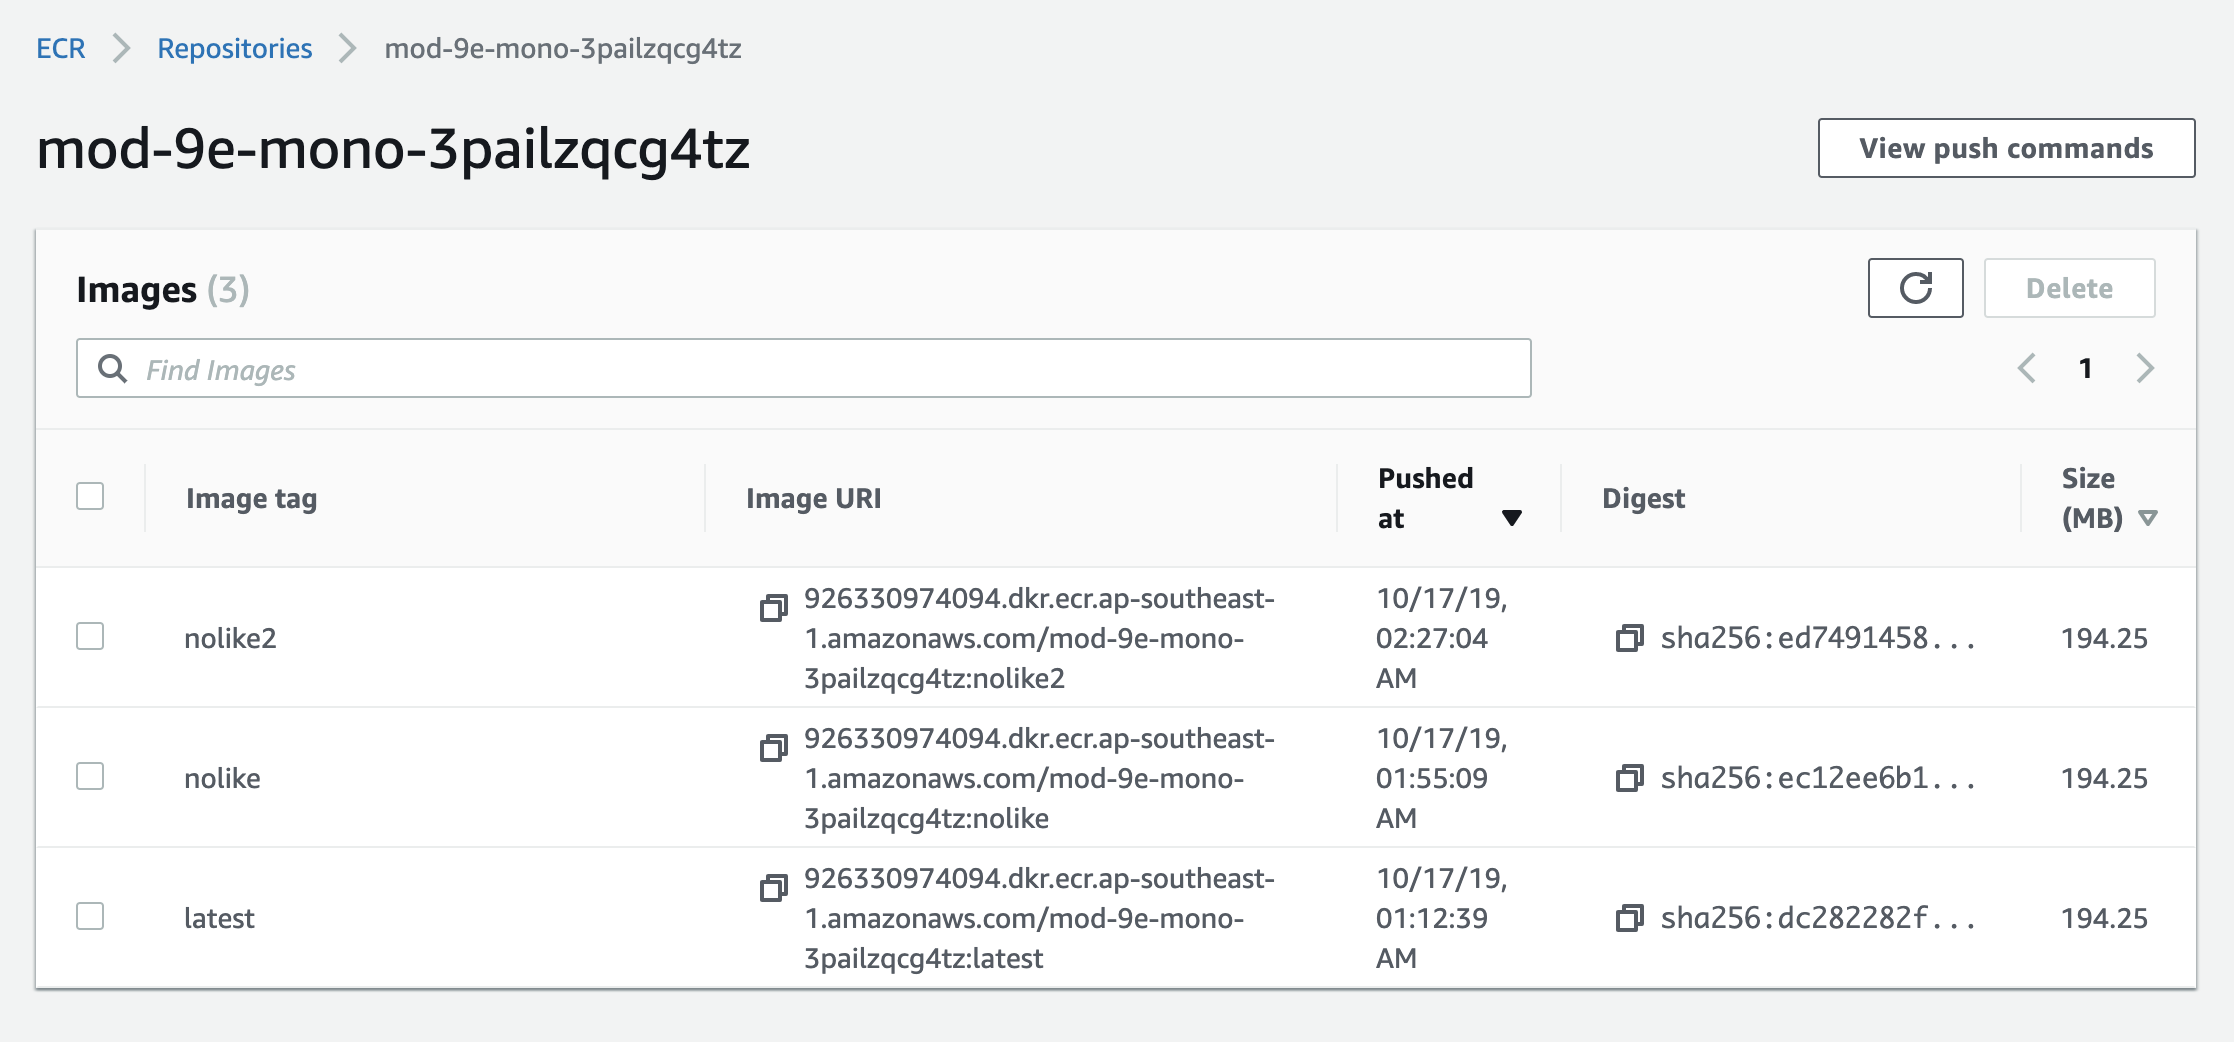 ECR Repositories mod-9e-mono-3pailzqcg4tz
mod-9e-mono-3pailzqcg4tz
View push commands
Images (3)
Delete
Find Images
1
Image tag
Image URI
Pushed
at
Digest
Size
(MB)
nolike2
926330974094.dkr.ecr.ap-southeast-
1.amazonaws.com/mod-9e-mono-
3pailzqcg4tz:nolike2
10/17/19,
02:27:04
AM
sha256:ed7491458...
194.25
nolike
926330974094.dkr.ecr.ap-southeast-
1.amazonaws.com/mod-9e-mono-
3pailzqcg4tz:nolike
10/17/19,
01:55:09
AM
sha256:ec12ee6b1...
194.25
latest
926330974094.dkr.ecr.ap-southeast-
1.amazonaws.com/mod-9e-mono-
3pailzqcg4tz:latest
10/17/19,
01:12:39
AM
sha256:dc282282f...
194.25